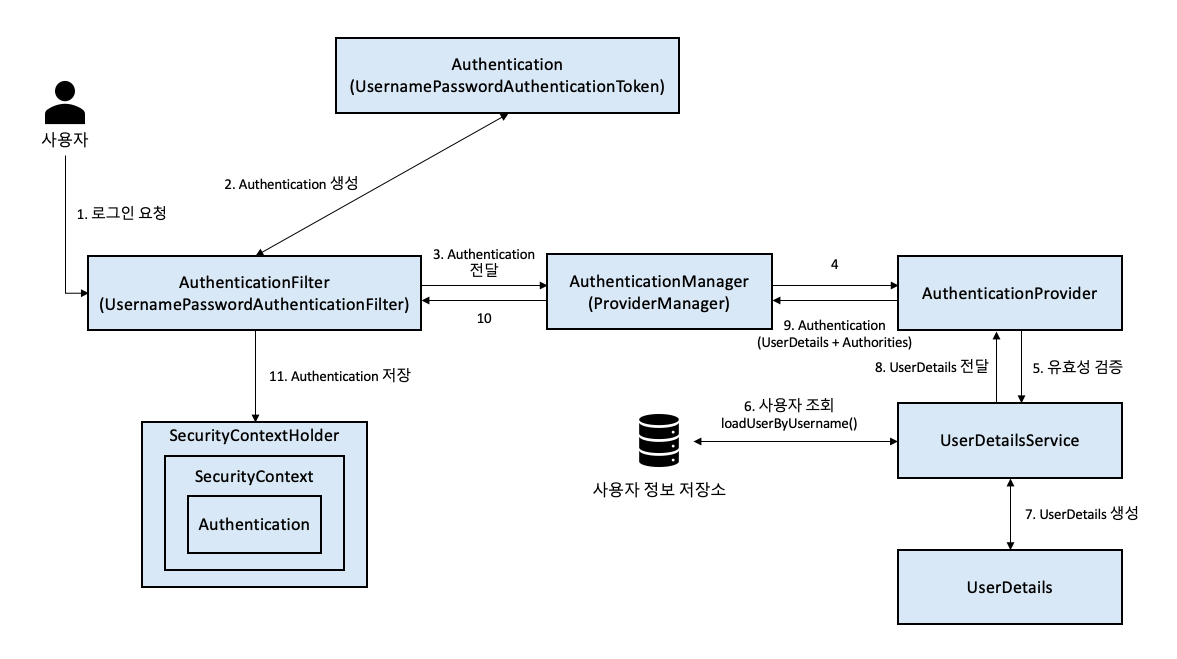 Authentication
(UsernamePasswordAuthenticationToken)
사용자
2. Authentication 생성
1. 로그인 요청
AuthenticationFilter
(UsernamePasswordAuthenticationFilter)
3. Authentication
전달
10
AuthenticationManager
(ProviderManager)
4
9. Authentication
(UserDetails + Authorities)
AuthenticationProvider
8. UserDetails 전달
5. 유효성 검증
11. Authentication 저장
6. 사용자 조회
loadUserByUsername()
사용자 정보 저장소
UserDetailsService
SecurityContextHolder
SecurityContext
Authentication
7. UserDetails 생성
UserDetails